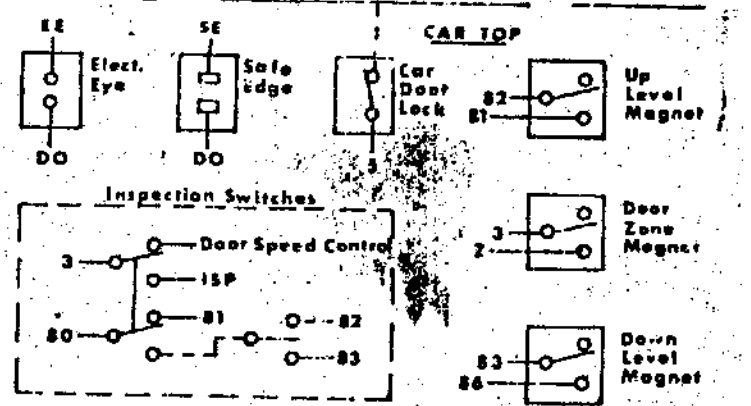 CAR TOP
EE
Elect.
Eye
DO
SE
Safe
Edge
DO
Car
Door
Lock
5
Up
Level
Magnet
82
81
Door
Zone
Magnet
3
Z
Down
Level
Magnet
83
86
Inspection Switches
3
Door Speed Control
ISP
80
81
82
83